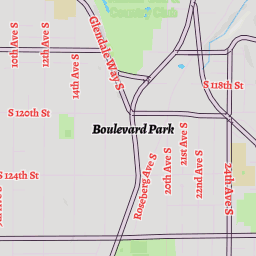 Country Club
Glendale Way S
10th Ave S
12th Ave S
14th Ave S
S 118th St
S 120th St
Boulevard Park
S 124th St
Roseberg Ave S
20th Ave S
21st Ave S
22nd Ave S
24th Ave S